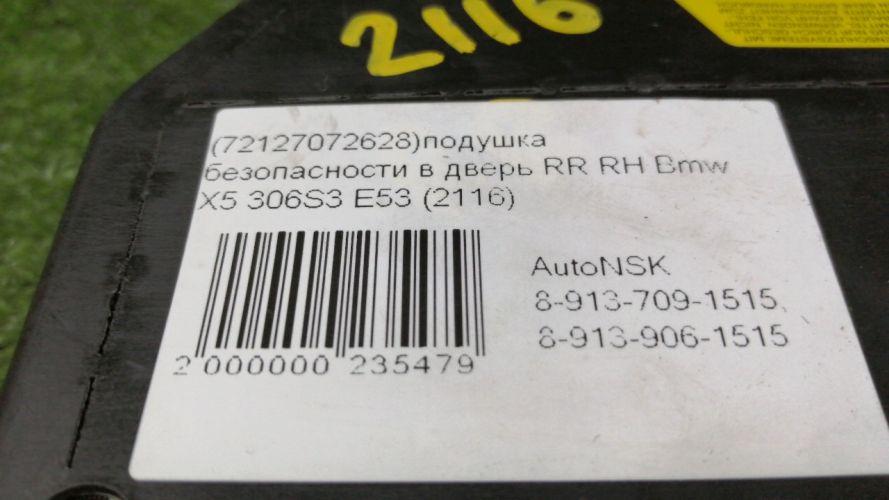 2116
(72127072628)подушка
безопасности в дверь RR RH Bmw
X5 306S3 E53 (2116)
AutoNSK
8-913-709-1515,
8-913-906-1515
2 000000 235479